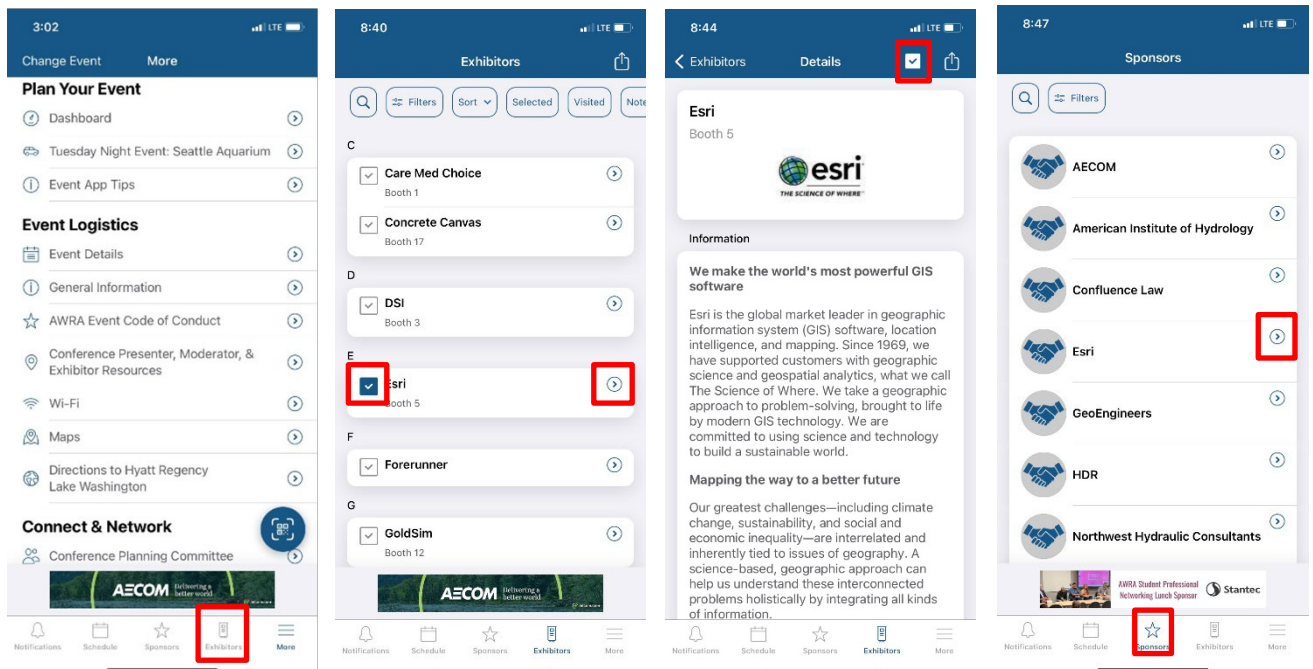 3:02
LTE
Change Event
More
Plan Your Event
Dashboard
Tuesday Night Event: Seattle Aquarium
Event App Tips
Event Logistics
Event Details
General Information
AWRA Event Code of Conduct
Conference Presenter, Moderator, &
Exhibitor Resources
Wi-Fi
Maps
Directions to Hyatt Regency
Lake Washington
Connect & Network
Conference Planning Committee
AECOM
Delivering a
better world
Notifications
Schedule
Sponsors
Exhibitors
More
8:40
LTE
Exhibitors
Filters
Sort
Selected
Visited
Note
C
Care Med Choice
Booth 1
Concrete Canvas
Booth 17
D
DSI
Booth 3
E
Esri
Booth 5
F
Forerunner
G
GoldSim
Booth 12
AECOM
Delivering a
better world
Notifications
Schedule
Sponsors
Exhibitors
More
8:44
LTE
Exhibitors
Details
Esri
Booth 5
esri
THE SCIENCE OF WHERE
Information
We make the world's most powerful GIS
software
Esri is the global market leader in geographic
information system (GIS) software, location
intelligence, and mapping. Since 1969, we
have supported customers with geographic
science and geospatial analytics, what we call
The Science of Where. We take a geographic
approach to problem-solving, brought to life
by modern GIS technology. We are
committed to using science and technology
to build a sustainable world.
Mapping the way to a better future
Our greatest challenges—including climate
change, sustainability, and social and
economic inequality—are interrelated and
inherently tied to issues of geography. A
science-based, geographic approach can
help us understand these interconnected
problems holistically by integrating all kinds
of information.
Notifications
Schedule
Sponsors
Exhibitors
More
8:47
LTE
Sponsors
Filters
AECOM
American Institute of Hydrology
Confluence Law
Esri
GeoEngineers
HDR
Northwest Hydraulic Consultants
AWRA Student Professional
Networking Lunch Sponsor
Stantec
Notifications
Schedule
Sponsors
Exhibitors
More